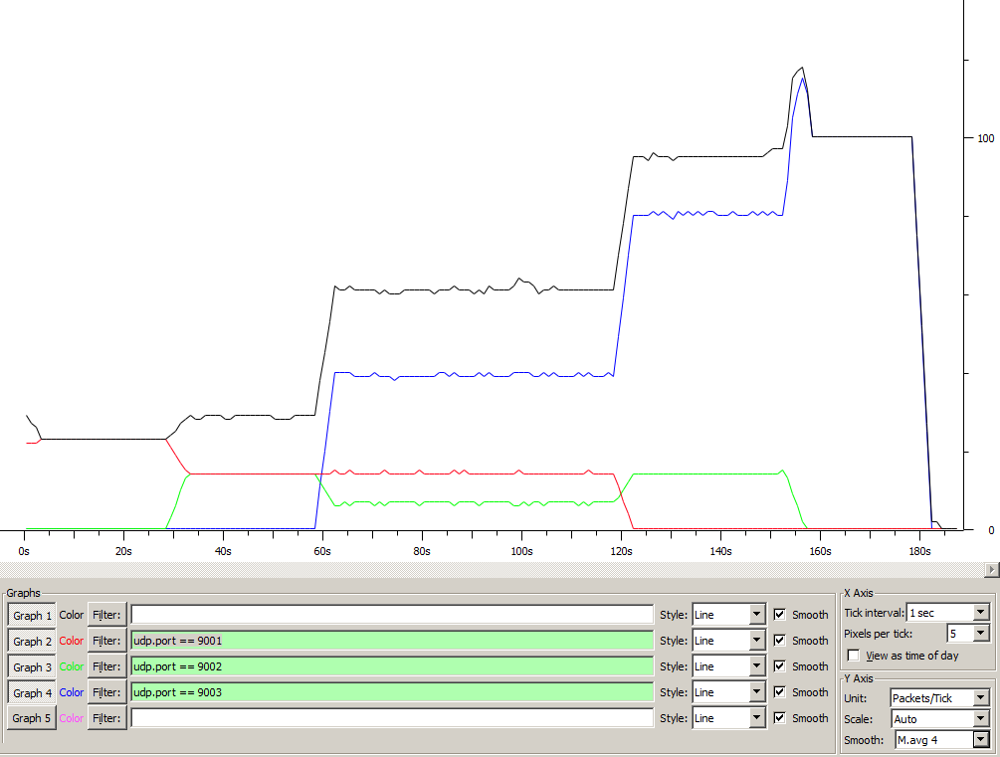 100
0
0s 20s 40s 60s 80s 100s 120s 140s 160s 180s
Graphs
Graph 1 Color Filter: Style: Line Smooth
Graph 2 Color Filter: udp.port == 9001 Style: Line Smooth
Graph 3 Color Filter: udp.port == 9002 Style: Line Smooth
Graph 4 Color Filter: udp.port == 9003 Style: Line Smooth
Graph 5 Color Filter: Style: Line Smooth
X Axis
Tick interval: 1 sec
Pixels per tick: 5
View as time of day
Y Axis
Unit: Packets/Tick
Scale: Auto
Smooth: M.avg 4